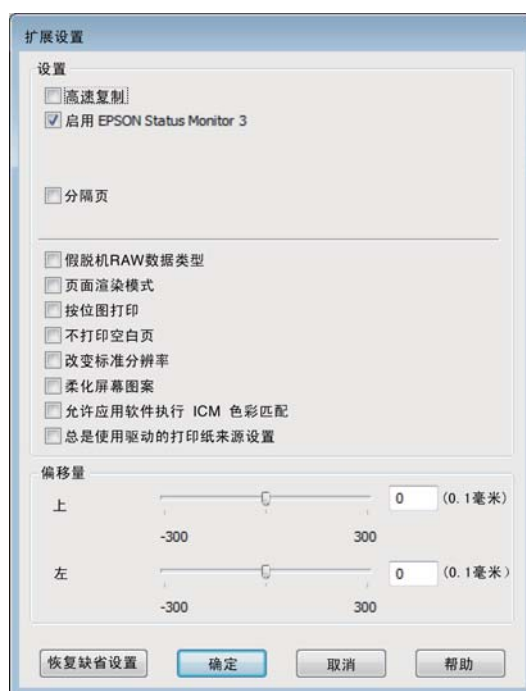 扩展设置
设置
高速复制
启用 EPSON Status Monitor 3
分隔页
假脱机RAW数据类型
页面渲染模式
按位图打印
不打印空白页
改变标准分辨率
柔化屏幕图案
允许应用软件执行 ICM 色彩匹配
总是使用驱动的打印纸来源设置
偏移量
上 0 (0.1毫米)
-300 300
左 0 (0.1毫米)
-300 300
恢复缺省设置 确定 取消 帮助